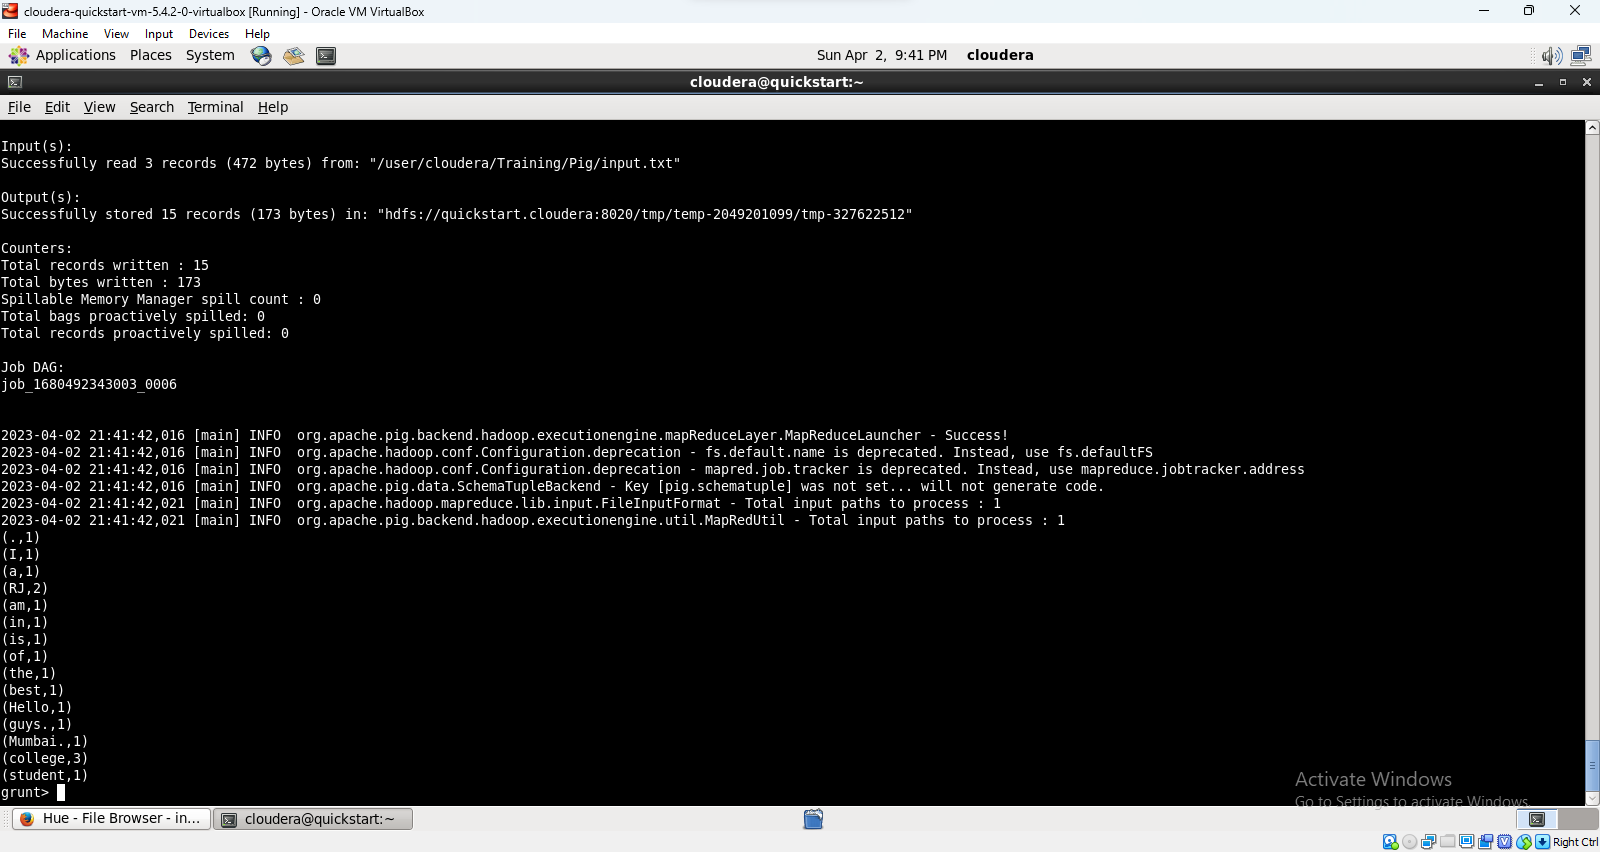 cloudera-quickstart-vm-5.4.2-0-virtualbox [Running] - Oracle VM VirtualBox
File Machine View Input Devices Help
Applications Places System Sun Apr 2, 9:41 PM cloudera
cloudera@quickstart:~
File Edit View Search Terminal Help
Input(s):
Successfully read 3 records (472 bytes) from: "/user/cloudera/Training/Pig/input.txt"
Output(s):
Successfully stored 15 records (173 bytes) in: "hdfs://quickstart.cloudera:8020/tmp/temp-2049201099/tmp-327622512"
Counters:
Total records written : 15
Total bytes written : 173
Spillable Memory Manager spill count : 0
Total bags proactively spilled: 0
Total records proactively spilled: 0
Job DAG:
job_1680492343003_0006
2023-04-02 21:41:42,016 [main] INFO  org.apache.pig.backend.hadoop.executionengine.mapReduceLayer.MapReduceLauncher - Success!
2023-04-02 21:41:42,016 [main] INFO  org.apache.hadoop.conf.Configuration.deprecation - fs.default.name is deprecated. Instead, use fs.defaultFS
2023-04-02 21:41:42,016 [main] INFO  org.apache.hadoop.conf.Configuration.deprecation - mapred.job.tracker is deprecated. Instead, use mapreduce.jobtracker.address
2023-04-02 21:41:42,016 [main] INFO  org.apache.pig.data.SchemaTupleBackend - Key [pig.schematuple] was not set... will not generate code.
2023-04-02 21:41:42,021 [main] INFO  org.apache.hadoop.mapreduce.lib.input.FileInputFormat - Total input paths to process : 1
2023-04-02 21:41:42,021 [main] INFO  org.apache.pig.backend.hadoop.executionengine.util.MapRedUtil - Total input paths to process : 1
(.,1)
(I,1)
(a,1)
(RJ,2)
(am,1)
(in,1)
(is,1)
(of,1)
(the,1)
(best,1)
(Hello,1)
(guys.,1)
(Mumbai.,1)
(college,3)
(student,1)
grunt>
Activate Windows
Go to Settings to activate Windows.
Hue - File Browser - in... cloudera@quickstart:~
Right Ctrl